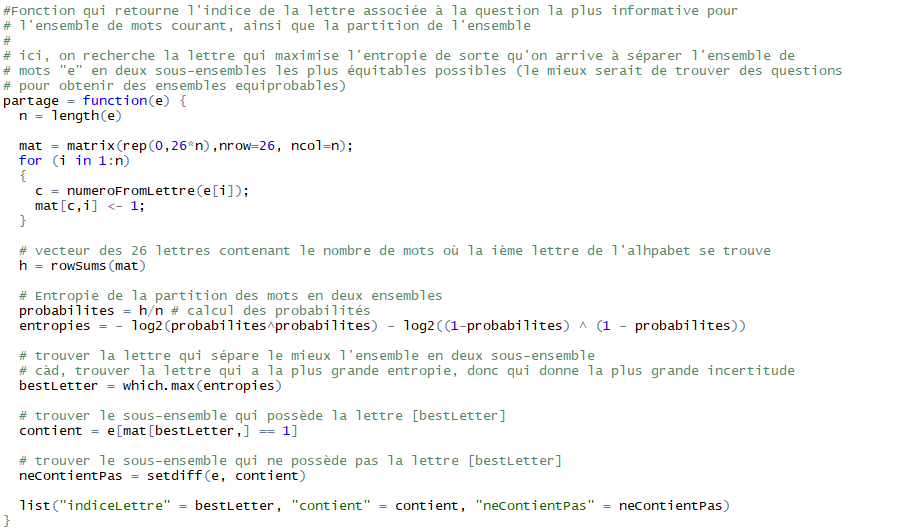 #Fonction qui retourne l'indice de la lettre associée à la question la plus informative pour
# l'ensemble de mots courant, ainsi que la partition de l'ensemble
#
# ici, on recherche la lettre qui maximise l'entropie de sorte qu'on arrive à séparer l'ensemble de
# mots "e" en deux sous-ensembles les plus équitables possibles (le mieux serait de trouver des questions
# pour obtenir des ensembles equiprobables)
partage = function(e) {
  n = length(e)

  mat = matrix(rep(0,26*n),nrow=26, ncol=n);
  for (i in 1:n)
  {
    c = numeroFromLettre(e[i]);
    mat[c,i] <- 1;
  }

  # vecteur des 26 lettres contenant le nombre de mots où la ième lettre de l'alhpabet se trouve
  h = rowSums(mat)

  # Entropie de la partition des mots en deux ensembles
  probabilites = h/n # calcul des probabilités
  entropies = - log2(probabilites^probabilites) - log2((1-probabilites) ^ (1 - probabilites))

  # trouver la lettre qui sépare le mieux l'ensemble en deux sous-ensemble
  # càd, trouver la lettre qui a la plus grande entropie, donc qui donne la plus grande incertitude
  bestLetter = which.max(entropies)

  # trouver le sous-ensemble qui possède la lettre [bestLetter]
  contient = e[mat[bestLetter,] == 1]

  # trouver le sous-ensemble qui ne possède pas la lettre [bestLetter]
  neContientPas = setdiff(e, contient)

  list("indiceLettre" = bestLetter, "contient" = contient, "neContientPas" = neContientPas)
}